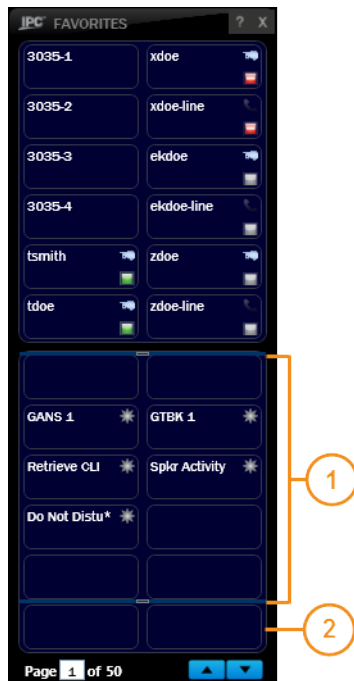 IPC FAVORITES ? X
3035-1 xdoe
3035-2 xdoe-line
3035-3 ekdoe
3035-4 ekdoe-line
tsmith zdoe
tdoe zdoe-line
GANS 1 GTBK 1
Retrieve CLI Spkr Activity
1
Do Not Distu*
2
Page 1 of 50